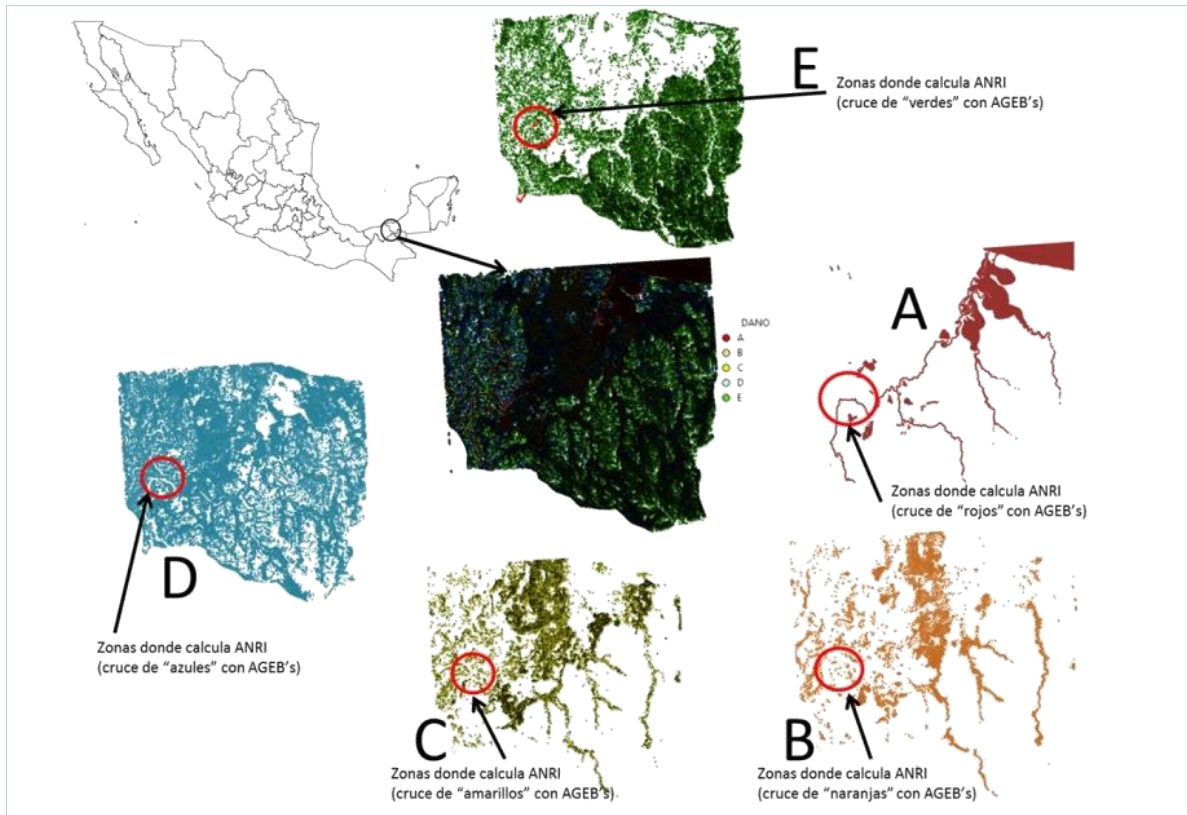 E
Zonas donde calcula ANRI
(cruce de “verdes” con AGEB’s)
A
DANO
A
B
C
D
E
Zonas donde calcula ANRI
(cruce de “rojos” con AGEB’s)
D
Zonas donde calcula ANRI
(cruce de “azules” con AGEB’s)
C
Zonas donde calcula ANRI
(cruce de “amarillos” con AGEB’s)
B
Zonas donde calcula ANRI
(cruce de “naranjas” con AGEB’s)